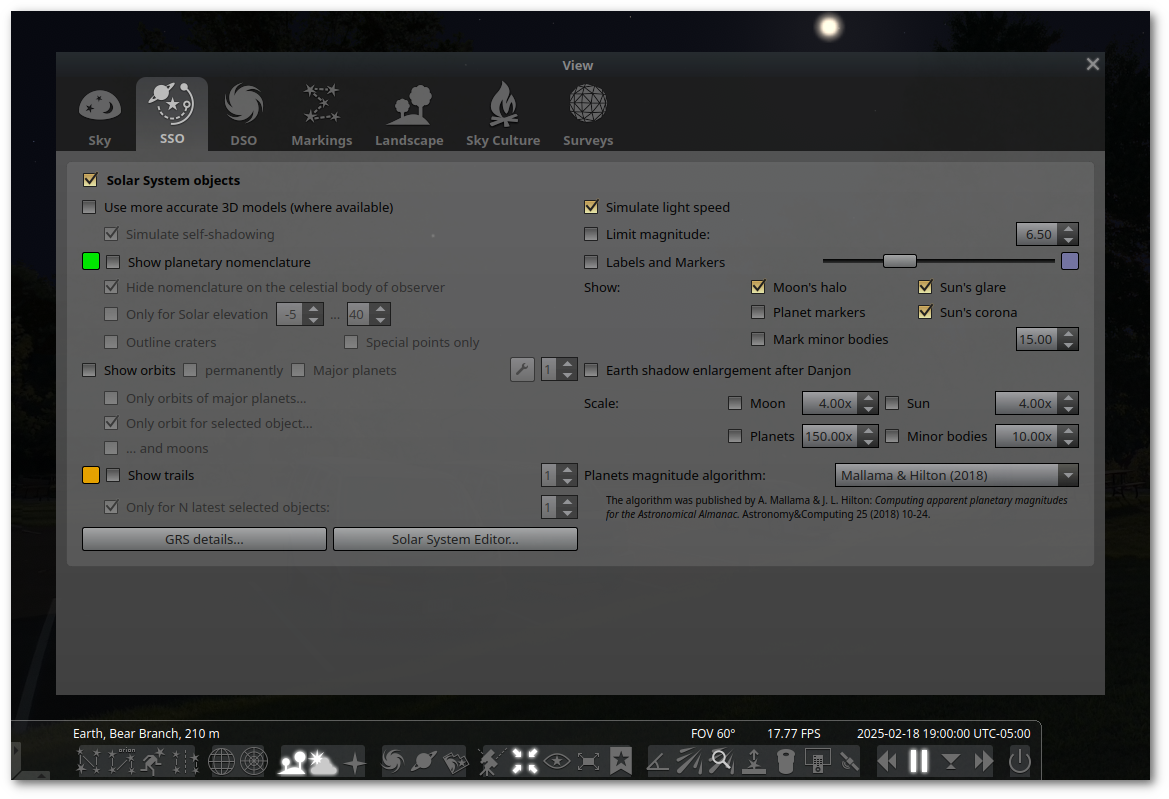 View
Sky
SSO
DSO
Markings
Landscape
Sky Culture
Surveys
Solar System objects
Use more accurate 3D models (where available)
Simulate self-shadowing
Show planetary nomenclature
Hide nomenclature on the celestial body of observer
Only for Solar elevation -5 ... 40
Outline craters Special points only
Show orbits permanently Major planets 1
Only orbits of major planets...
Only orbit for selected object...
... and moons
Show trails 1
Only for N latest selected objects: 1
GRS details... Solar System Editor...
Simulate light speed
Limit magnitude: 6.50
Labels and Markers
Show: Moon's halo Sun's glare
Planet markers Sun's corona
Mark minor bodies 15.00
Earth shadow enlargement after Danjon
Scale: Moon 4.00x Sun 4.00x
Planets 150.00x Minor bodies 10.00x
Planets magnitude algorithm: Mallama & Hilton (2018)
The algorithm was published by A. Mallama & J. L. Hilton: Computing apparent planetary magnitudes
for the Astronomical Almanac. Astronomy&Computing 25 (2018) 10-24.
Earth, Bear Branch, 210 m FOV 60° 17.77 FPS 2025-02-18 19:00:00 UTC-05:00
orion